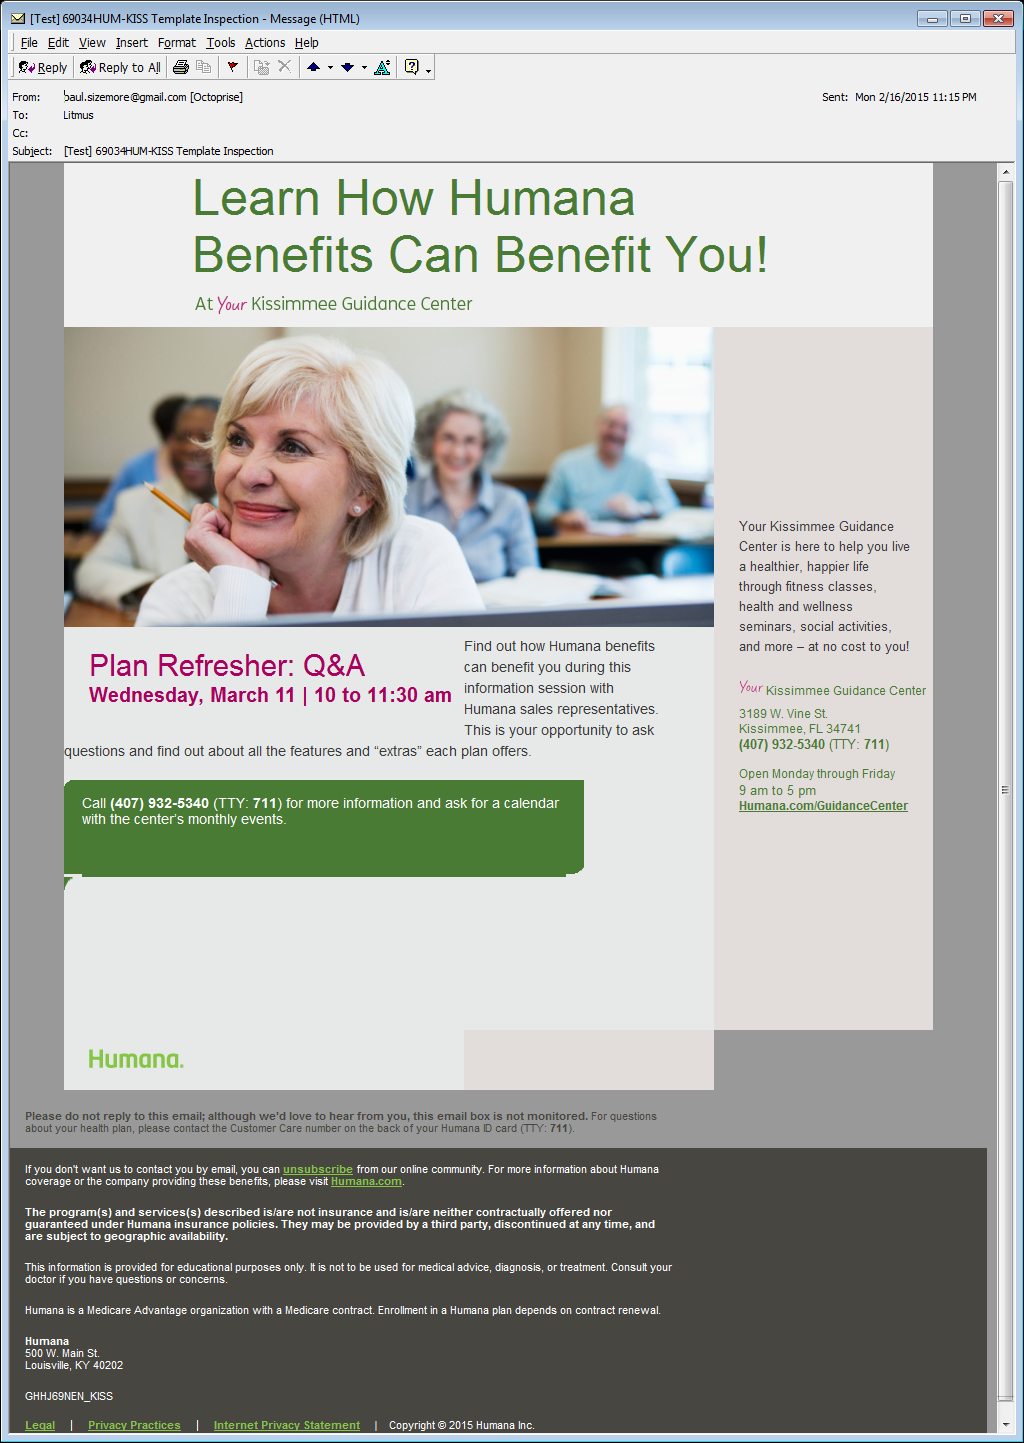 [Test] 69034HUM-KISS Template Inspection - Message (HTML)
File Edit View Insert Format Tools Actions Help
Reply Reply to All
From: paul.sizemore@gmail.com [Octoprise] Sent: Mon 2/16/2015 11:15 PM
To: Litmus
Cc:
Subject: [Test] 69034HUM-KISS Template Inspection
Learn How Humana
Benefits Can Benefit You!
At Your Kissimmee Guidance Center
Your Kissimmee Guidance
Center is here to help you live
a healthier, happier life
through fitness classes,
health and wellness
seminars, social activities,
and more – at no cost to you!
Your Kissimmee Guidance Center
3189 W. Vine St.
Kissimmee, FL 34741
(407) 932-5340 (TTY: 711)
Open Monday through Friday
9 am to 5 pm
Humana.com/GuidanceCenter
Plan Refresher: Q&A
Wednesday, March 11 | 10 to 11:30 am
Find out how Humana benefits
can benefit you during this
information session with
Humana sales representatives.
This is your opportunity to ask
questions and find out about all the features and “extras” each plan offers.
Call (407) 932-5340 (TTY: 711) for more information and ask for a calendar
with the center's monthly events.
Humana.
Please do not reply to this email; although we'd love to hear from you, this email box is not monitored. For questions
about your health plan, please contact the Customer Care number on the back of your Humana ID card (TTY: 711).
If you don't want us to contact you by email, you can unsubscribe from our online community. For more information about Humana
coverage or the company providing these benefits, please visit Humana.com.
The program(s) and services(s) described is/are not insurance and is/are neither contractually offered nor
guaranteed under Humana insurance policies. They may be provided by a third party, discontinued at any time, and
are subject to geographic availability.
This information is provided for educational purposes only. It is not to be used for medical advice, diagnosis, or treatment. Consult your
doctor if you have questions or concerns.
Humana is a Medicare Advantage organization with a Medicare contract. Enrollment in a Humana plan depends on contract renewal.
Humana
500 W. Main St.
Louisville, KY 40202
GHHJ69NEN_KISS
Legal | Privacy Practices | Internet Privacy Statement | Copyright © 2015 Humana Inc.